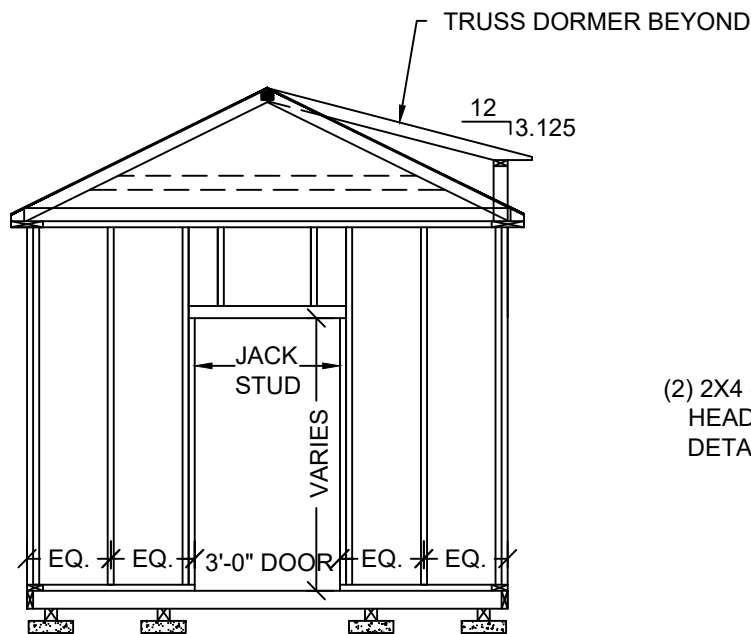 TRUSS DORMER BEYOND
12
3.125
JACK
STUD
(2) 2X4
HEAD
DETA
VARIES
EQ. EQ. 3'-0" DOOR EQ. EQ.